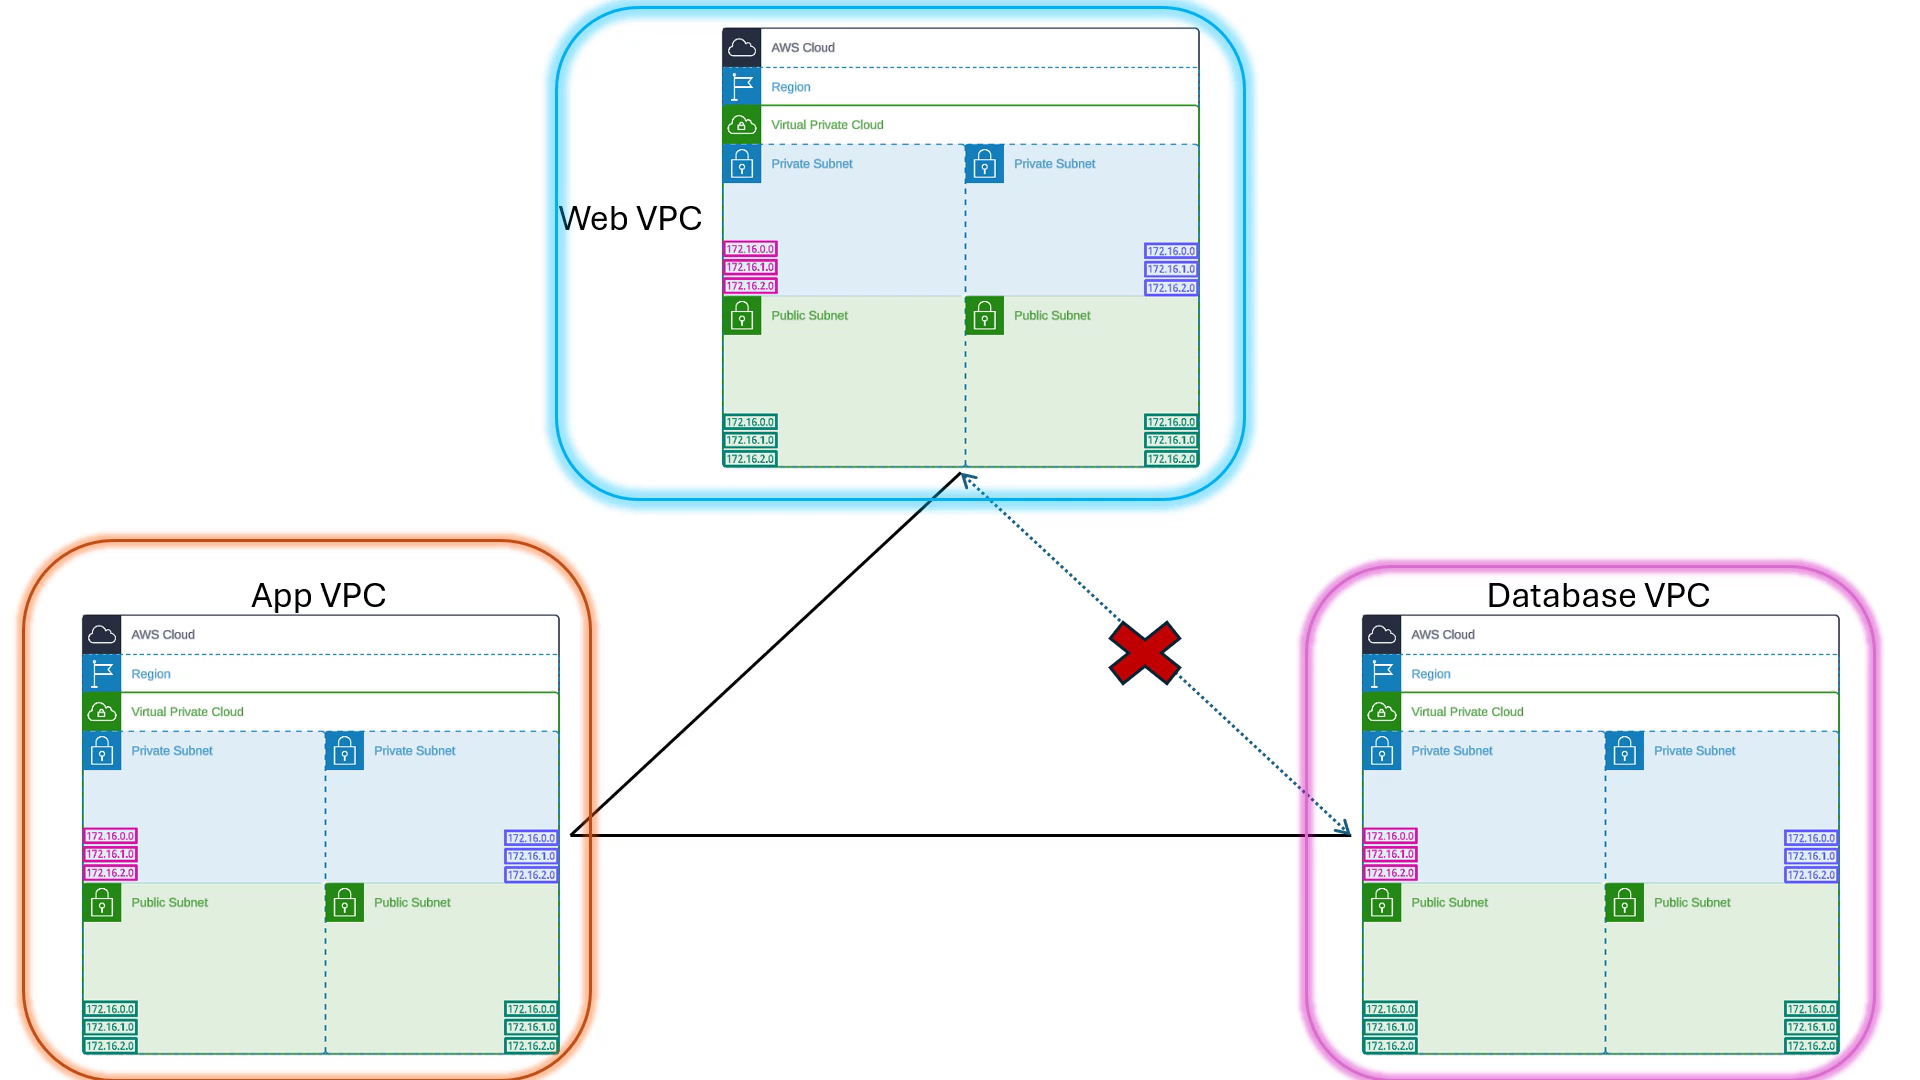 AWS Cloud
Region
Virtual Private Cloud
Private Subnet
Private Subnet
Web VPC
172.16.0.0
172.16.1.0
172.16.2.0
172.16.0.0
172.16.1.0
172.16.2.0
Public Subnet
Public Subnet
172.16.0.0
172.16.1.0
172.16.2.0
172.16.0.0
172.16.1.0
172.16.2.0
App VPC
AWS Cloud
Region
Virtual Private Cloud
Private Subnet
Private Subnet
172.16.0.0
172.16.1.0
172.16.2.0
172.16.0.0
172.16.1.0
172.16.2.0
Public Subnet
Public Subnet
172.16.0.0
172.16.1.0
172.16.2.0
172.16.0.0
172.16.1.0
172.16.2.0
Database VPC
AWS Cloud
Region
Virtual Private Cloud
Private Subnet
Private Subnet
172.16.0.0
172.16.1.0
172.16.2.0
172.16.0.0
172.16.1.0
172.16.2.0
Public Subnet
Public Subnet
172.16.0.0
172.16.1.0
172.16.2.0
172.16.0.0
172.16.1.0
172.16.2.0